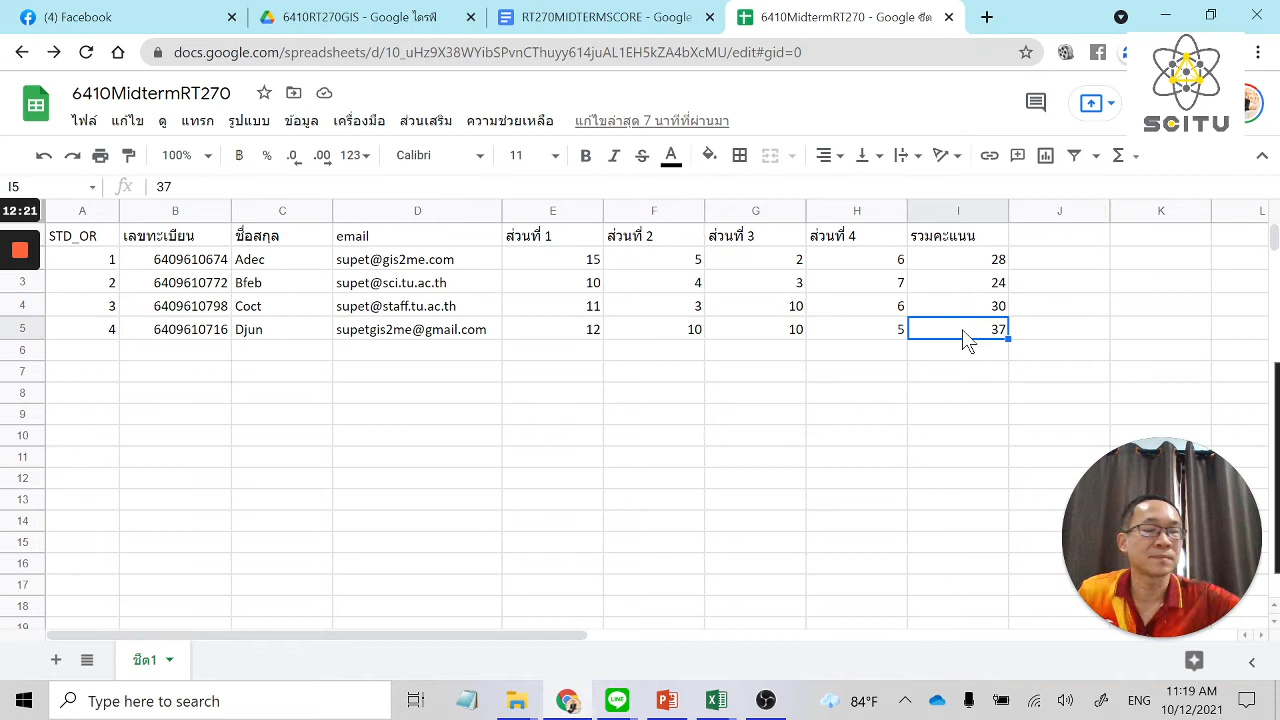 (4) Facebook
6410RT270GIS - Google ไดรฟ์
RT270MIDTERMSCORE - Google
6410MidtermRT270 - Google ชีต
docs.google.com/spreadsheets/d/10_uHz9X38WYibSPvnCThuyy614juAL1EH5kZA4bXcMU/edit#gid=0
6410MidtermRT270
SCITU
ไฟล์ แก้ไข ดู แทรก รูปแบบ ข้อมูล เครื่องมือ ส่วนเสริม ความช่วยเหลือ แก้ไขล่าสุด 7 นาทีที่ผ่านมา
100% B % .0 .00 123 Calibri 11 B I S A
I5 fx 37
12:21
A B C D E F G H I J K L
STD_OR เลขทะเบียน ชื่อสกุล email ส่วนที่ 1 ส่วนที่ 2 ส่วนที่ 3 ส่วนที่ 4 รวมคะแนน
1 6409610674 Adec supet@gis2me.com 15 5 2 6 28
3 2 6409610772 Bfeb supet@sci.tu.ac.th 10 4 3 7 24
4 3 6409610798 Coct supet@staff.tu.ac.th 11 3 10 6 30
5 4 6409610716 Djun supetgis2me@gmail.com 12 10 10 5 37
6
7
8
9
10
11
12
13
14
15
16
17
18
19
ชีต1
Type here to search
84°F
ENG
11:19 AM
10/12/2021